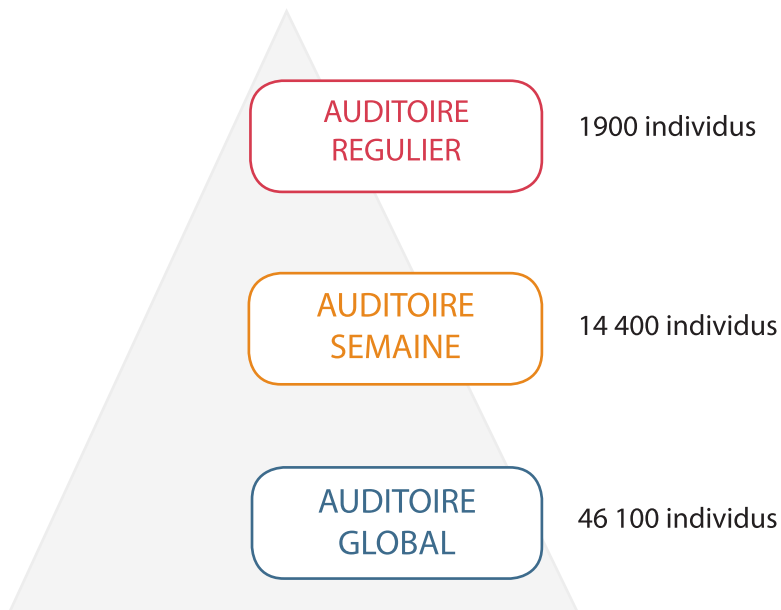 AUDITOIRE
REGULIER
1900 individus
AUDITOIRE
SEMAINE
14 400 individus
AUDITOIRE
GLOBAL
46 100 individus